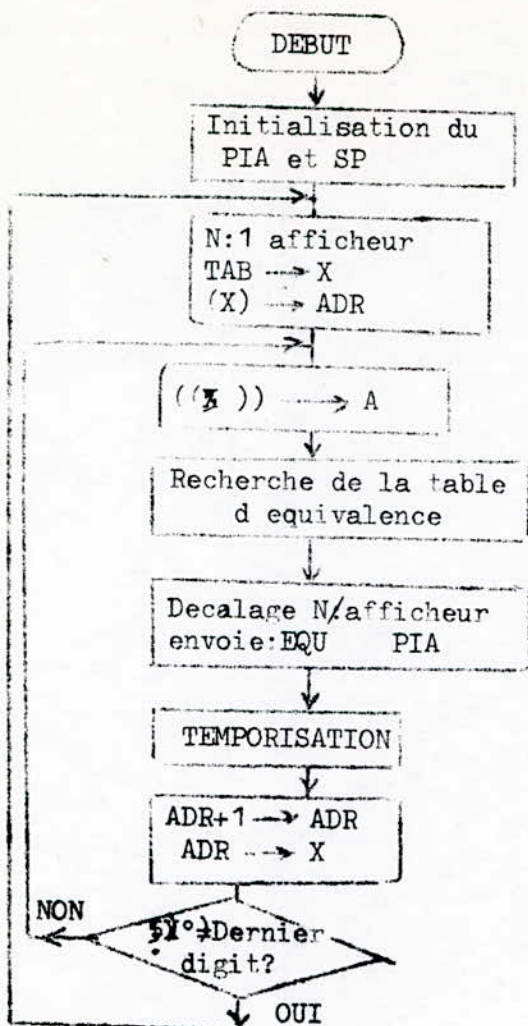 DEBUT
Initialisation du
PIA et SP
N:1 afficheur
TAB → X
(X) → ADR
(( )) → A
Recherche de la table
d equivalence
Decalage N/afficheur
envoie:EQU PIA
TEMPORISATION
ADR+1 → ADR
ADR → X
NON
Dernier
digit?
OUI